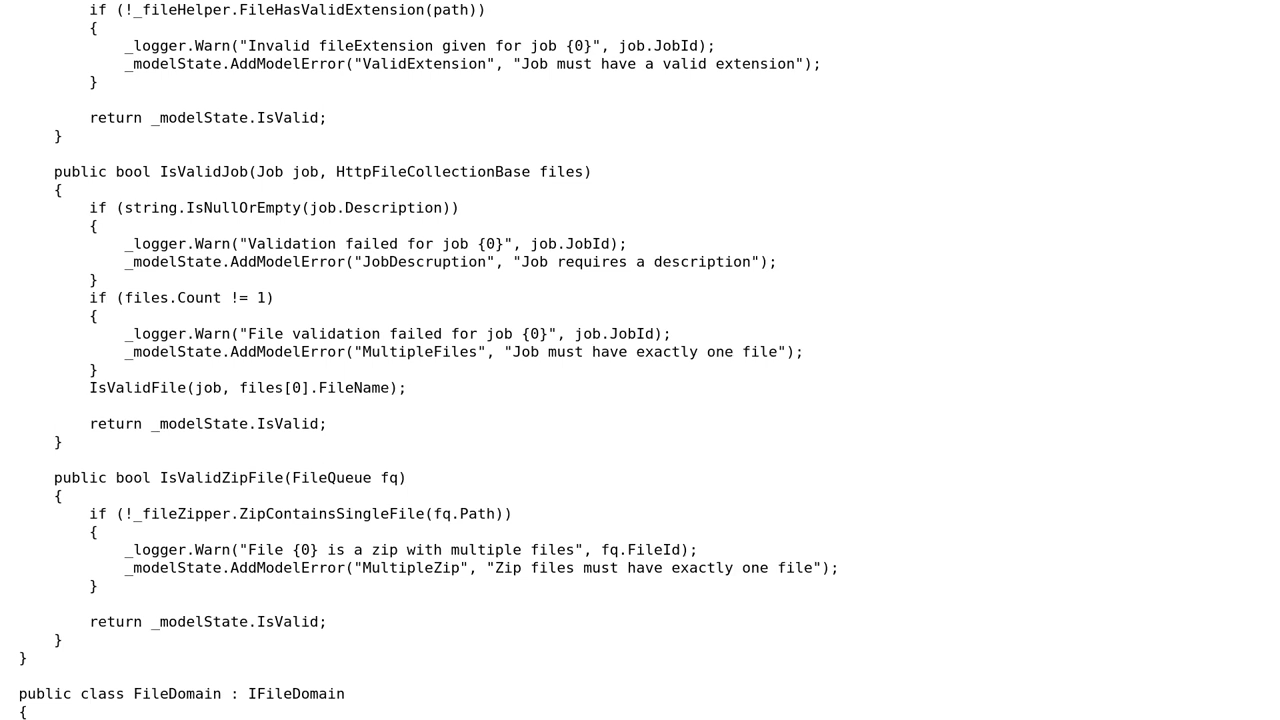 if (!_fileHelper.FileHasValidExtension(path))
        {
            _logger.Warn("Invalid fileExtension given for job {0}", job.JobId);
            _modelState.AddModelError("ValidExtension", "Job must have a valid extension");
        }

        return _modelState.IsValid;
    }

    public bool IsValidJob(Job job, HttpFileCollectionBase files)
    {
        if (string.IsNullOrEmpty(job.Description))
        {
            _logger.Warn("Validation failed for job {0}", job.JobId);
            _modelState.AddModelError("JobDescruption", "Job requires a description");
        }
        if (files.Count != 1)
        {
            _logger.Warn("File validation failed for job {0}", job.JobId);
            _modelState.AddModelError("MultipleFiles", "Job must have exactly one file");
        }
        IsValidFile(job, files[0].FileName);

        return _modelState.IsValid;
    }

    public bool IsValidZipFile(FileQueue fq)
    {
        if (!_fileZipper.ZipContainsSingleFile(fq.Path))
        {
            _logger.Warn("File {0} is a zip with multiple files", fq.FileId);
            _modelState.AddModelError("MultipleZip", "Zip files must have exactly one file");
        }

        return _modelState.IsValid;
    }
}

public class FileDomain : IFileDomain
{